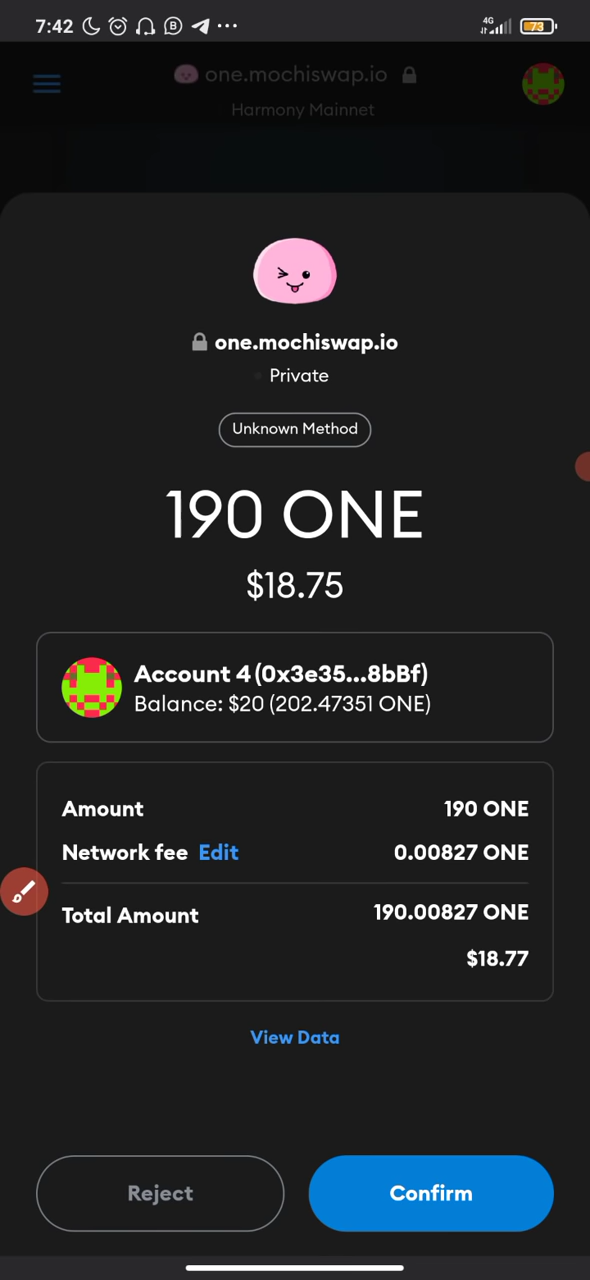 7:42
4G
73
one.mochiswap.io
Harmony Mainnet
one.mochiswap.io
Private
Unknown Method
190 ONE
$18.75
Account 4 (0x3e35...8bBf)
Balance: $20 (202.47351 ONE)
Amount 190 ONE
Network fee Edit 0.00827 ONE
Total Amount 190.00827 ONE
$18.77
View Data
Reject Confirm